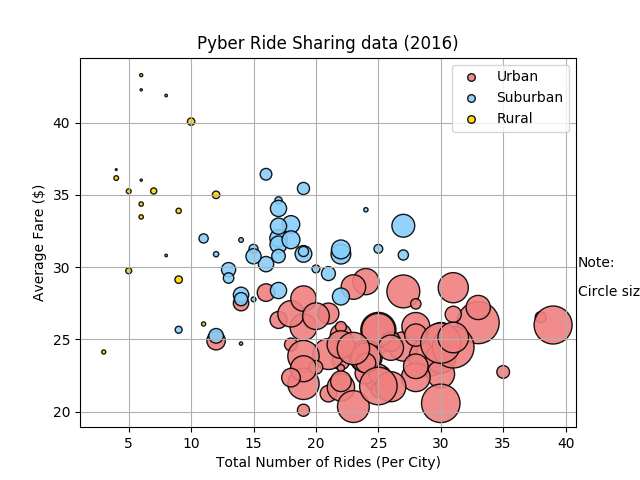 Pyber Ride Sharing data (2016)
Urban
Suburban
Rural
40
35
30
25
20
Average Fare ($)
Note:
Circle siz
5
10
15
20
25
30
35
40
Total Number of Rides (Per City)